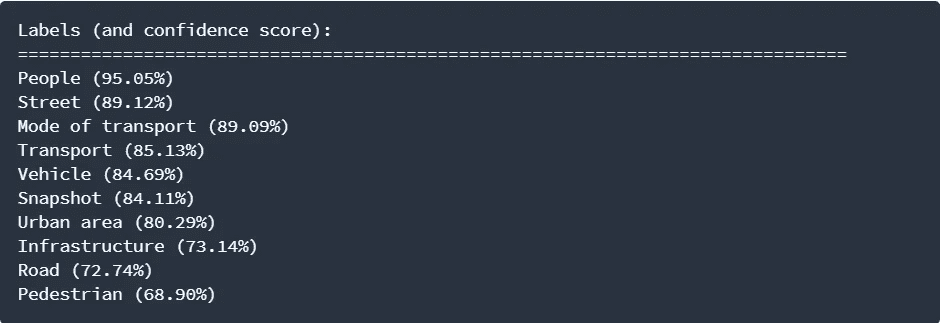 Labels (and confidence score):
===============================================================================
People (95.05%)
Street (89.12%)
Mode of transport (89.09%)
Transport (85.13%)
Vehicle (84.69%)
Snapshot (84.11%)
Urban area (80.29%)
Infrastructure (73.14%)
Road (72.74%)
Pedestrian (68.90%)